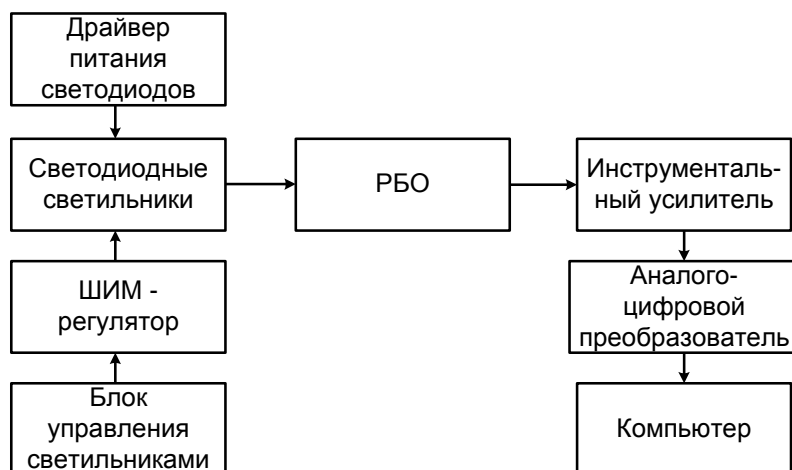 Драйвер
питания
светодиодов
Светодиодные
светильники
РБО
Инструменталь-
ный усилитель
ШИМ -
регулятор
Аналого-
цифровой
преобразователь
Блок
управления
светильниками
Компьютер